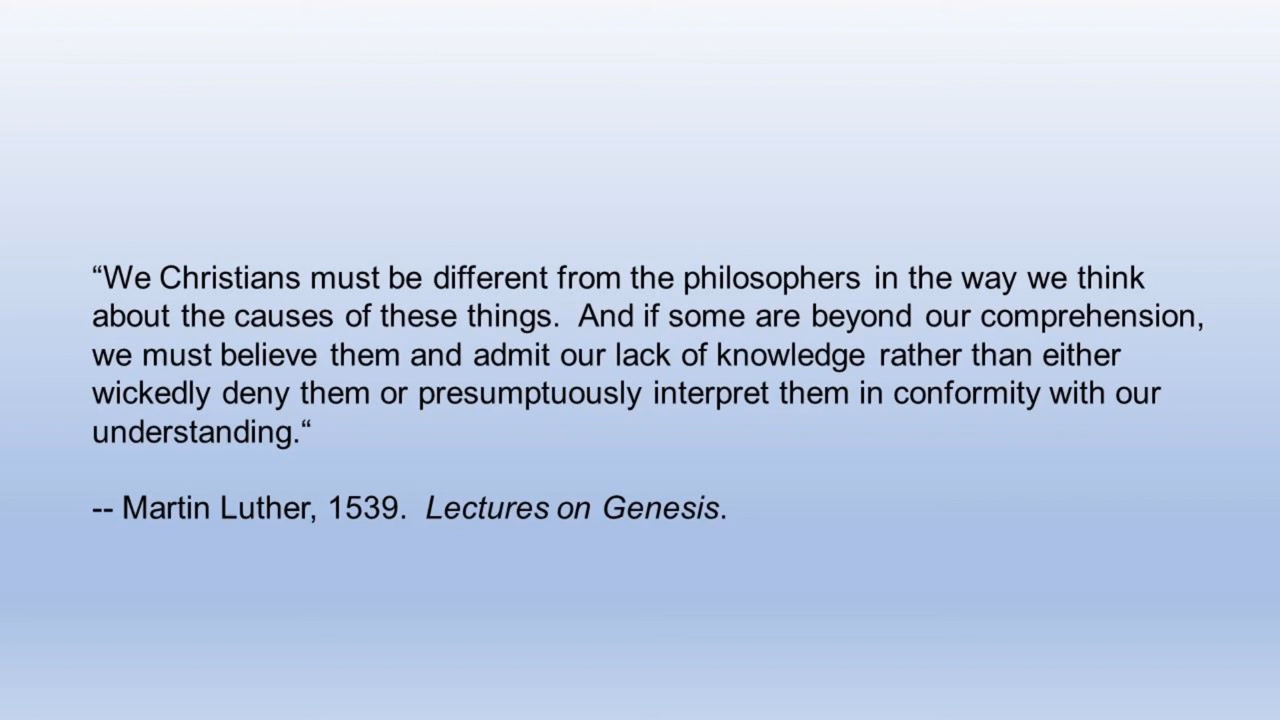 “We Christians must be different from the philosophers in the way we think
about the causes of these things.  And if some are beyond our comprehension,
we must believe them and admit our lack of knowledge rather than either
wickedly deny them or presumptuously interpret them in conformity with our
understanding.“
-- Martin Luther, 1539.  Lectures on Genesis.